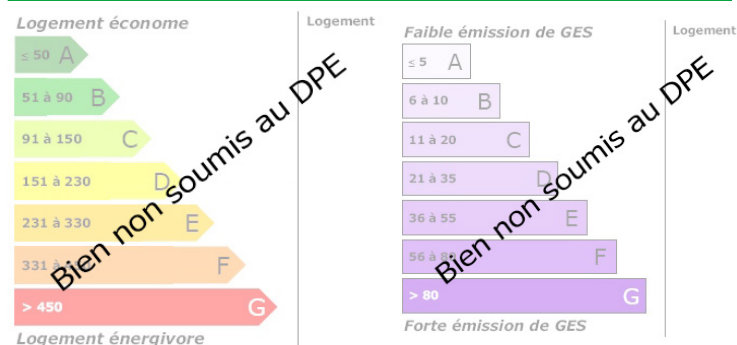 Logement économe
Logement
≤ 50 A
51 à 90 B
91 à 150 C
151 à 230 D
231 à 330 E
331 à F
> 450 G
Logement énergivore
Bien non soumis au DPE
Faible émission de GES
Logement
≤ 5 A
6 à 10 B
11 à 20 C
21 à 35 D
36 à 55 E
56 à 80 F
> 80 G
Forte émission de GES
Bien non soumis au DPE